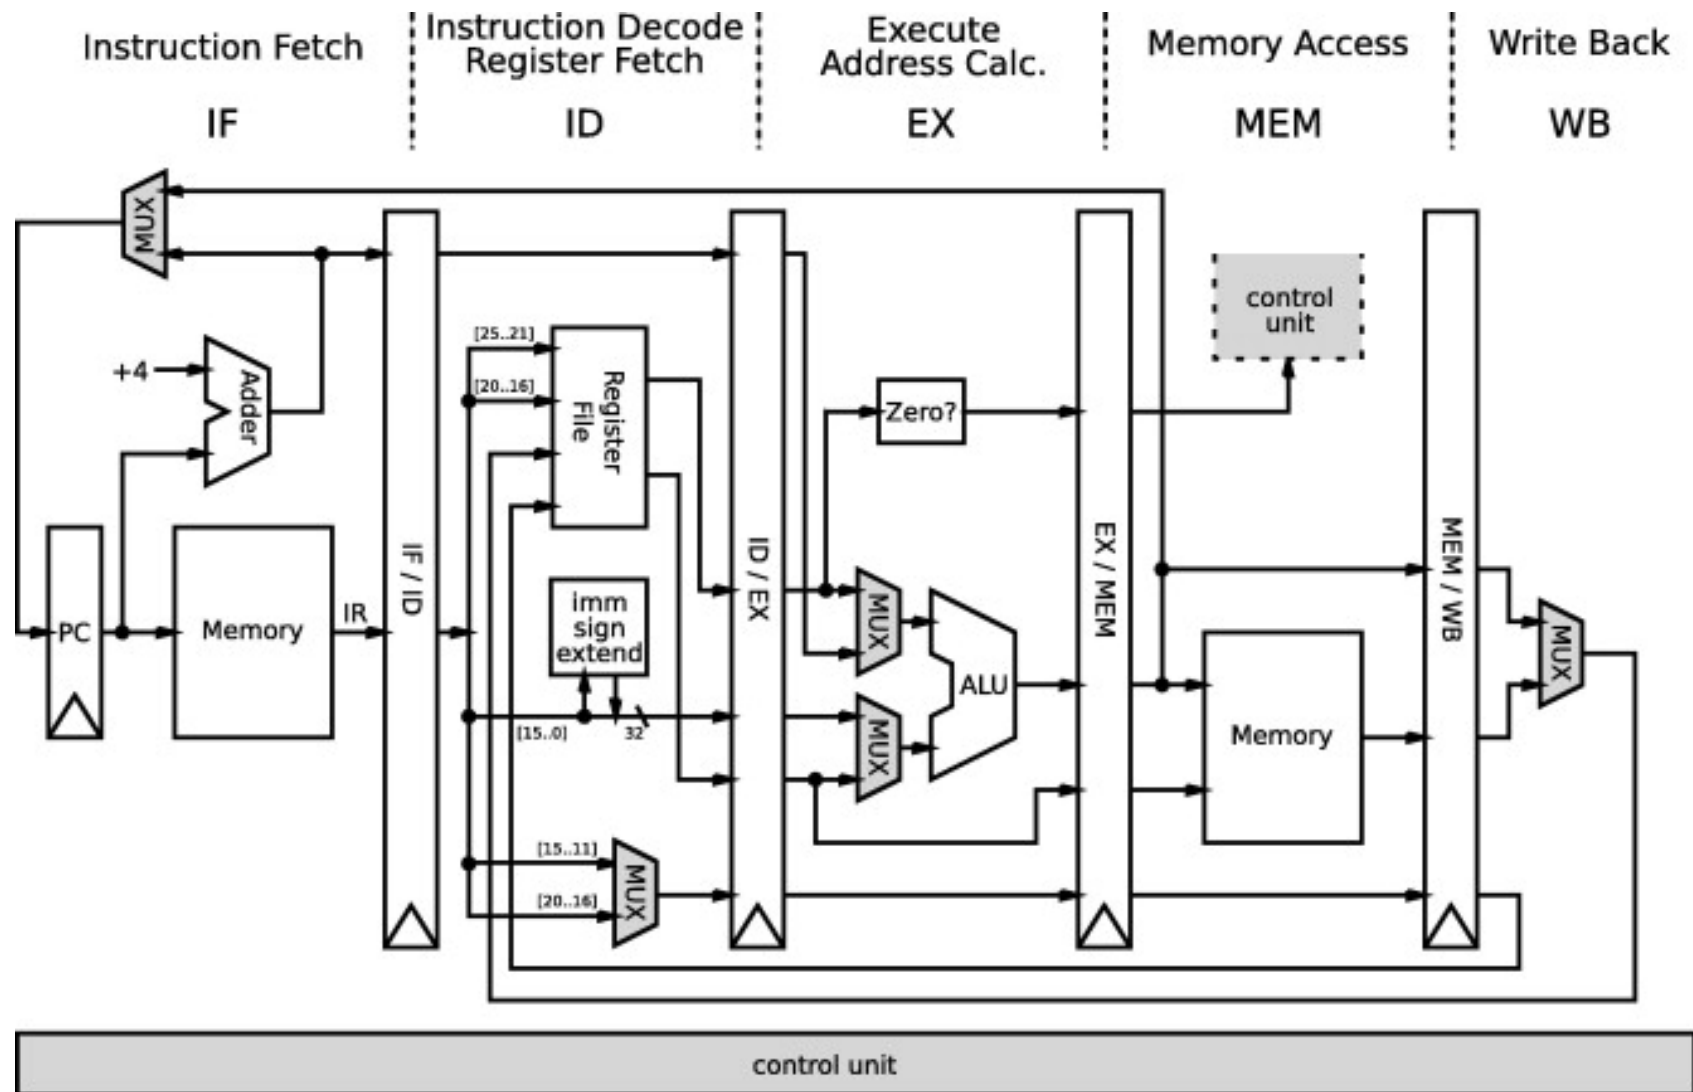 Instruction Fetch
IF
Instruction Decode
Register Fetch
ID
Execute
Address Calc.
EX
Memory Access
MEM
Write Back
WB
MUX
+4
Adder
PC
Memory
IR
IF / ID
[25..21]
[20..16]
Register
File
imm
sign
extend
[15..0]
32
[15..11]
[20..16]
MUX
ID / EX
Zero?
MUX
MUX
ALU
EX / MEM
control
unit
Memory
MEM / WB
MUX
control unit